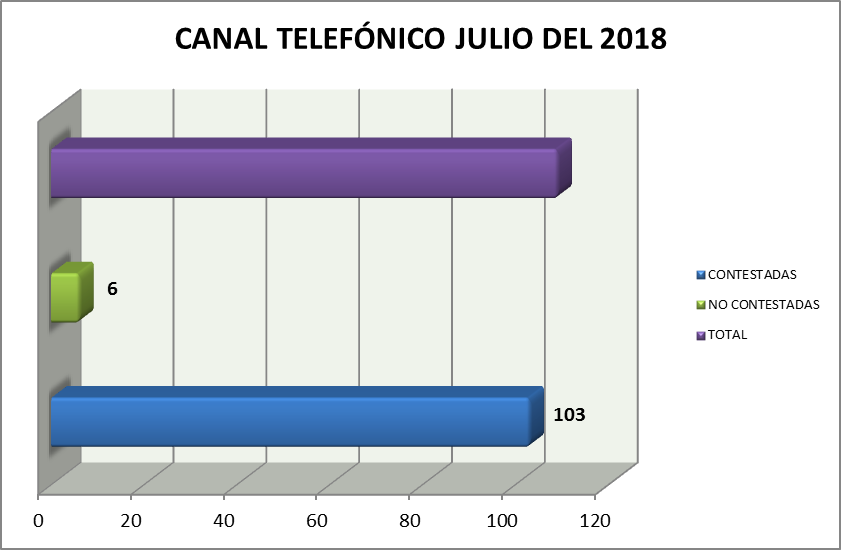 CANAL TELEFÓNICO JULIO DEL 2018
6
103
0 20 40 60 80 100 120
CONTESTADAS
NO CONTESTADAS
TOTAL